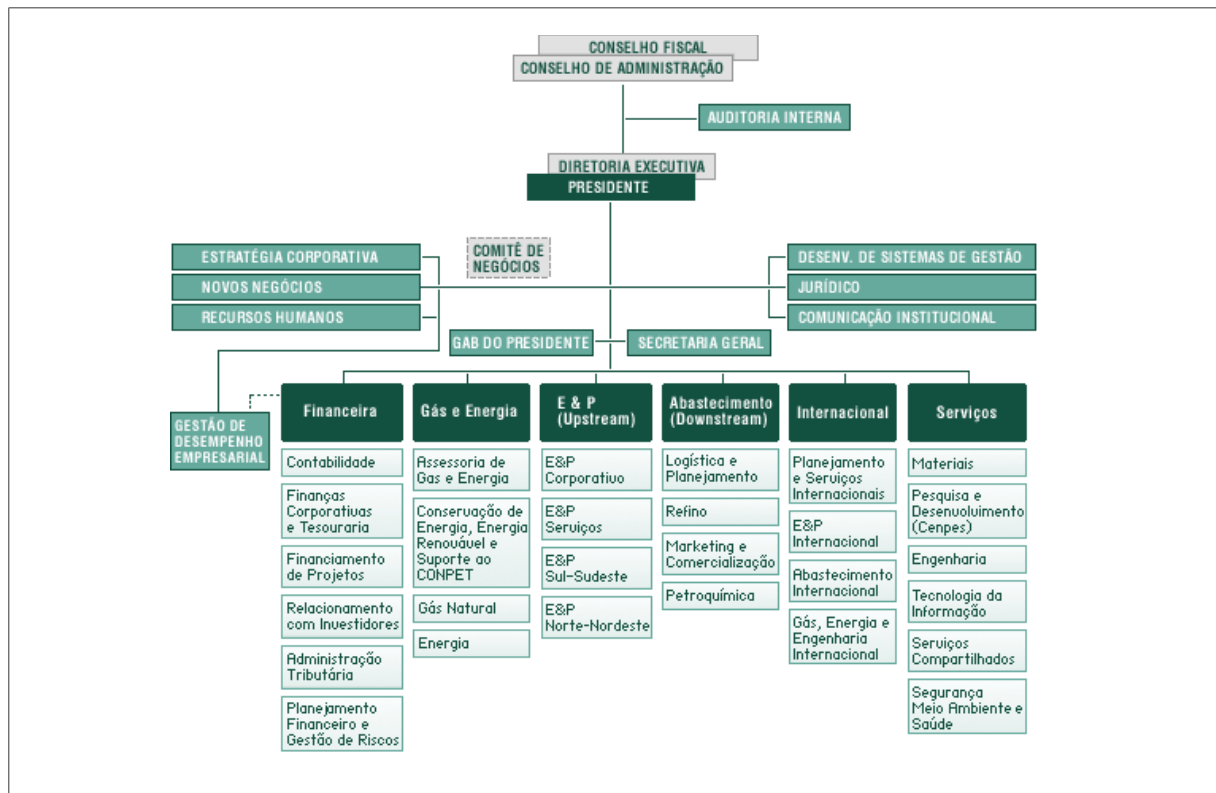 CONSELHO FISCAL
CONSELHO DE ADMINISTRAÇÃO
AUDITORIA INTERNA
DIRETORIA EXECUTIVA
PRESIDENTE
ESTRATÉGIA CORPORATIVA
NOVOS NEGÓCIOS
RECURSOS HUMANOS
COMITÊ DE
NEGÓCIOS
DESENV. DE SISTEMAS DE GESTÃO
JURÍDICO
COMUNICAÇÃO INSTITUCIONAL
GAB DO PRESIDENTE
SECRETARIA GERAL
GESTÃO DE
DESEMPENHO
EMPRESARIAL
Financeira
Contabilidade
Finanças
Corporativas
e Tesouraria
Financiamento
de Projetos
Relacionamento
com Investidores
Administração
Tributária
Planejamento
Financeiro e
Gestão de Riscos
Gás e Energia
Assessoria de
Gas e Energia
Conservação de
Energia, Energia
Renovável e
Suporte ao
CONPET
Gás Natural
Energia
E & P
(Upstream)
E&P
Corporativo
E&P
Serviços
E&P
Sul-Sudeste
E&P
Norte-Nordeste
Abastecimento
(Downstream)
Logística e
Planejamento
Refino
Marketing e
Comercialização
Petroquímica
Internacional
Planejamento
e Serviços
Internacionais
E&P
Internacional
Abastecimento
Internacional
Gás, Energia e
Engenharia
Internacional
Serviços
Materiais
Pesquisa e
Desenvolvimento
(Cenpes)
Engenharia
Tecnologia da
Informação
Serviços
Compartilhados
Segurança
Meio Ambiente e
Saúde